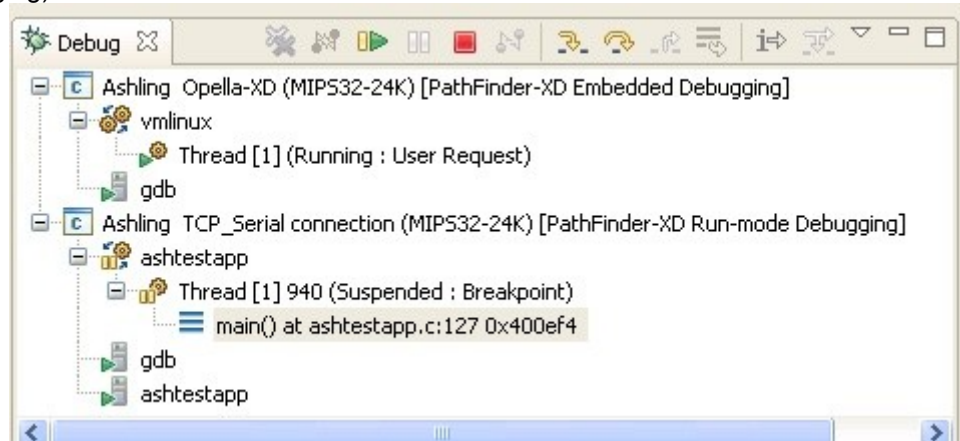 Debug
i
c Ashling Opella-XD (MIPS32-24K) [PathFinder-XD Embedded Debugging]
vmlinux
Thread [1] (Running : User Request)
gdb
c Ashling TCP_Serial connection (MIPS32-24K) [PathFinder-XD Run-mode Debugging]
ashtestapp
Thread [1] 940 (Suspended : Breakpoint)
main() at ashtestapp.c:127 0x400ef4
gdb
ashtestapp